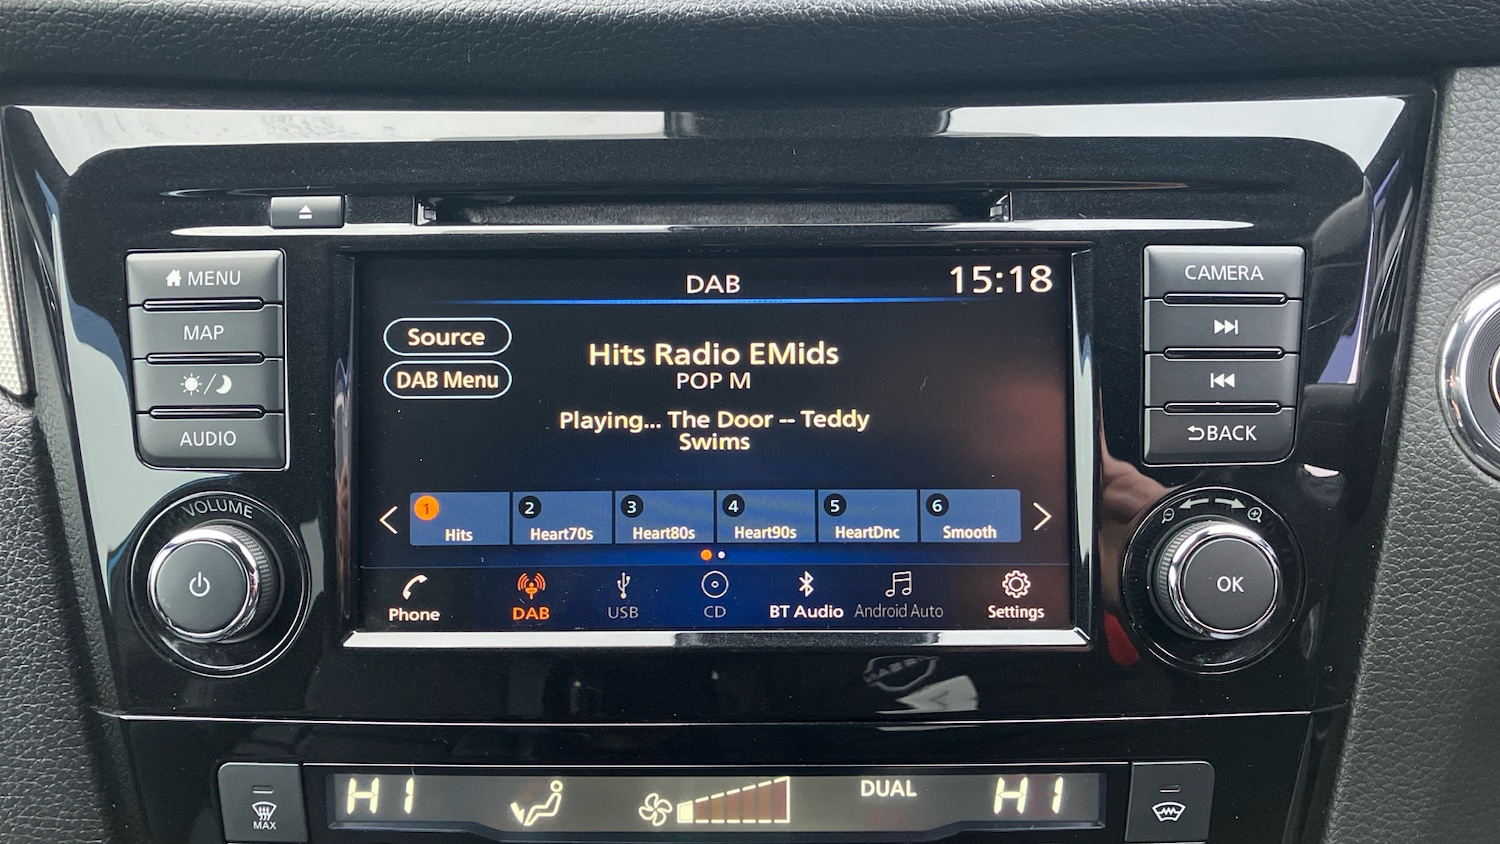 MENU
MAP
AUDIO
VOLUME
DAB
15:18
Source
DAB Menu
Hits Radio EMids
POP M
Playing... The Door -- Teddy
Swims
1 Hits
2 Heart70s
3 Heart80s
4 Heart90s
5 HeartDnc
6 Smooth
Phone
DAB
USB
CD
BT Audio
Android Auto
Settings
CAMERA
BACK
OK
MAX
HI
DUAL
HI